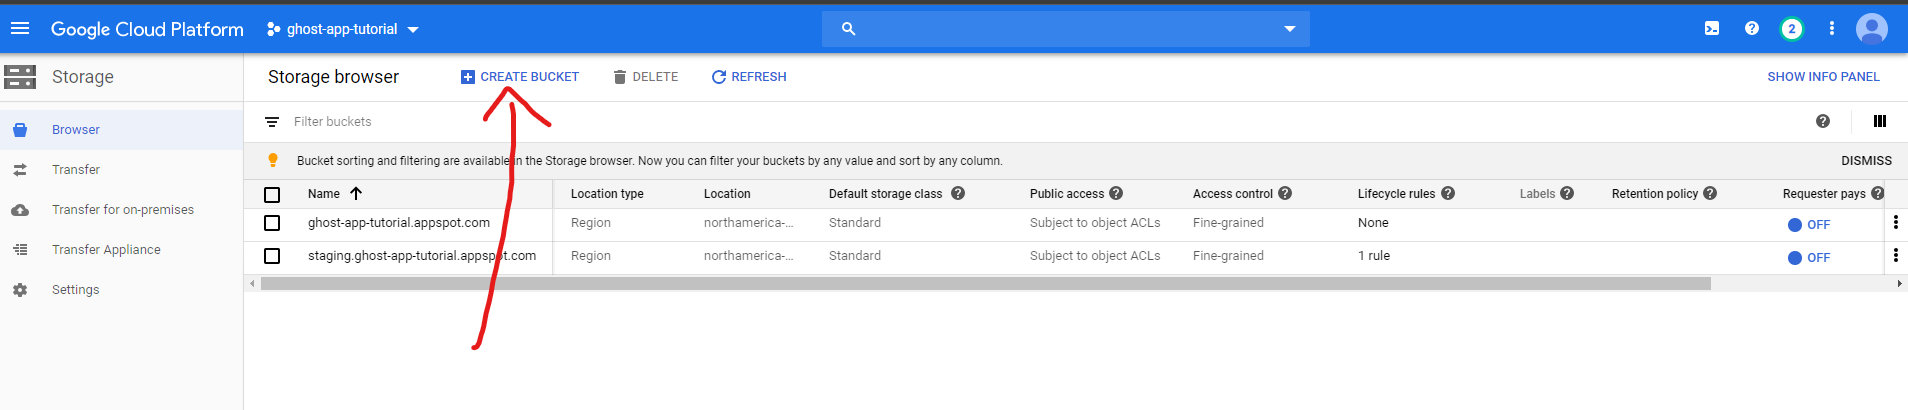 Google Cloud Platform ghost-app-tutorial 2
Storage Storage browser CREATE BUCKET DELETE REFRESH SHOW INFO PANEL
Filter buckets
Browser
Bucket sorting and filtering are available in the Storage browser. Now you can filter your buckets by any value and sort by any column. DISMISS
Transfer
Name Location type Location Default storage class Public access Access control Lifecycle rules Labels Retention policy Requester pays
Transfer for on-premises
ghost-app-tutorial.appspot.com Region northamerica-... Standard Subject to object ACLs Fine-grained None OFF
Transfer Appliance
staging.ghost-app-tutorial.appspot.com Region northamerica-... Standard Subject to object ACLs Fine-grained 1 rule OFF
Settings